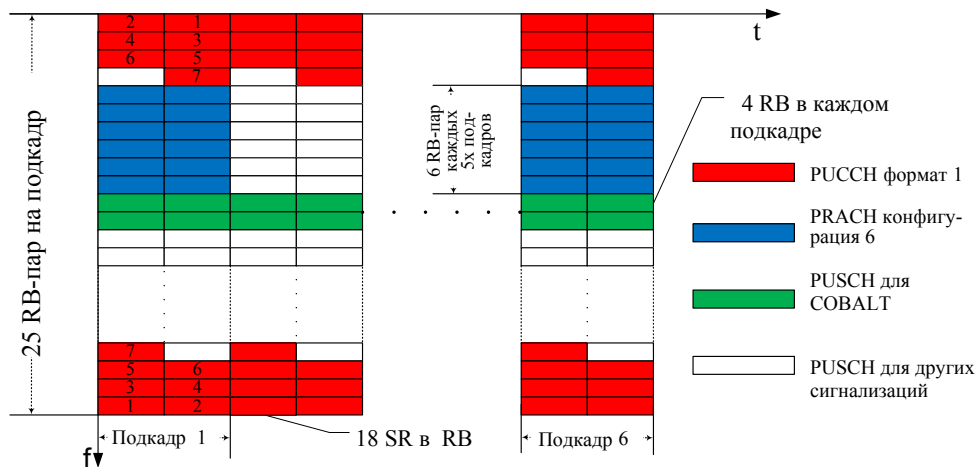 t
2 1
4 3
6 5
7
25 RB-пар на подкадр
6 RB-пар
каждых
5х под-
кадров
4 RB в каждом
подкадре
PUCCH формат 1
PRACH конфигу-
рация 6
PUSCH для
COBALT
PUSCH для других
сигнализаций
7
5 6
3 4
1 2
Подкадр 1
18 SR в RB
Подкадр 6
f